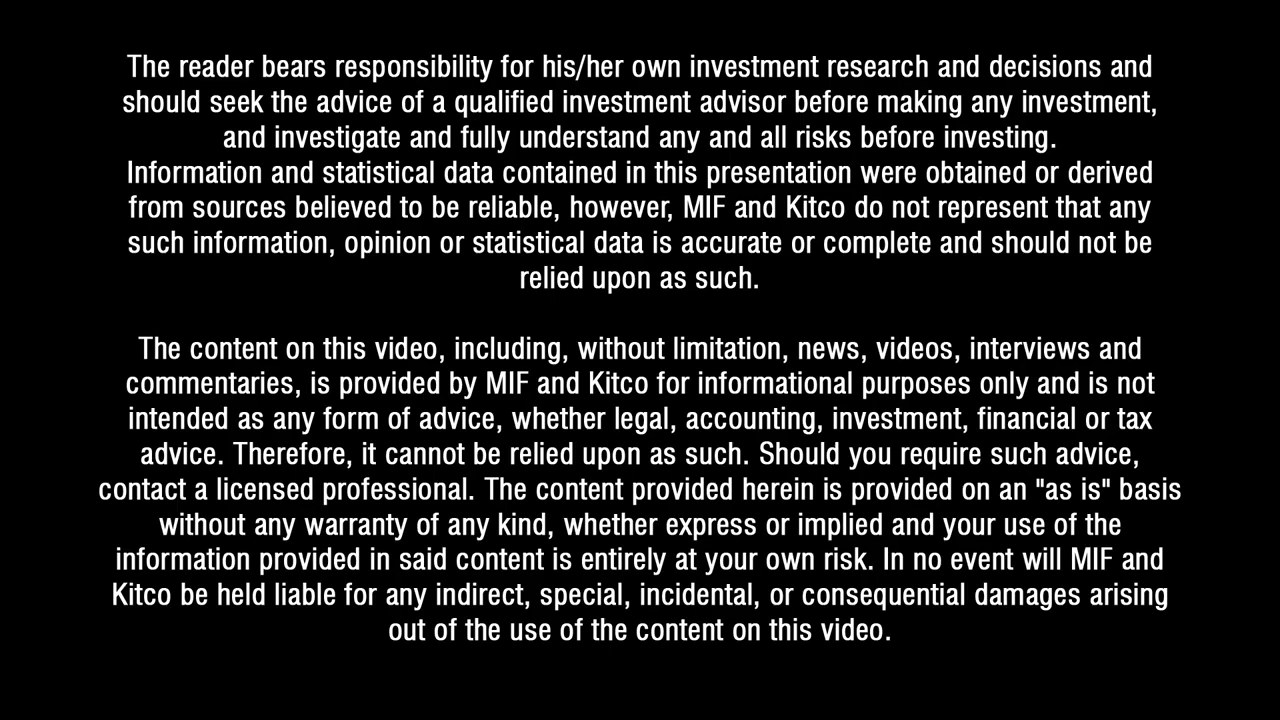 The reader bears responsibility for his/her own investment research and decisions and
should seek the advice of a qualified investment advisor before making any investment,
and investigate and fully understand any and all risks before investing.
Information and statistical data contained in this presentation were obtained or derived
from sources believed to be reliable, however, MIF and Kitco do not represent that any
such information, opinion or statistical data is accurate or complete and should not be
relied upon as such.
The content on this video, including, without limitation, news, videos, interviews and
commentaries, is provided by MIF and Kitco for informational purposes only and is not
intended as any form of advice, whether legal, accounting, investment, financial or tax
advice. Therefore, it cannot be relied upon as such. Should you require such advice,
contact a licensed professional. The content provided herein is provided on an "as is" basis
without any warranty of any kind, whether express or implied and your use of the
information provided in said content is entirely at your own risk. In no event will MIF and
Kitco be held liable for any indirect, special, incidental, or consequential damages arising
out of the use of the content on this video.